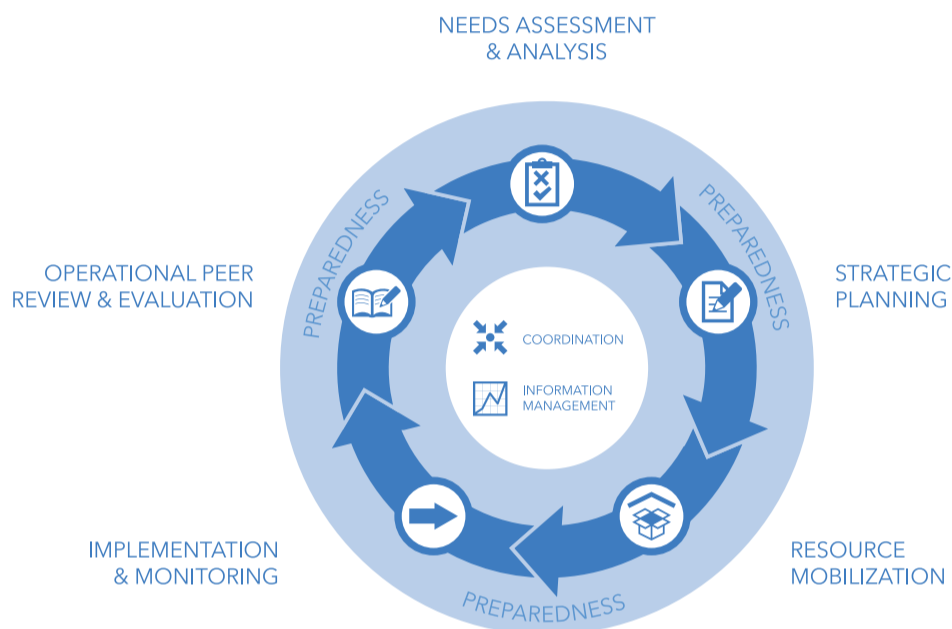 NEEDS ASSESSMENT
& ANALYSIS
PREPAREDNESS
PREPAREDNESS
OPERATIONAL PEER
REVIEW & EVALUATION
STRATEGIC
PLANNING
COORDINATION
INFORMATION
MANAGEMENT
IMPLEMENTATION
& MONITORING
RESOURCE
MOBILIZATION
PREPAREDNESS